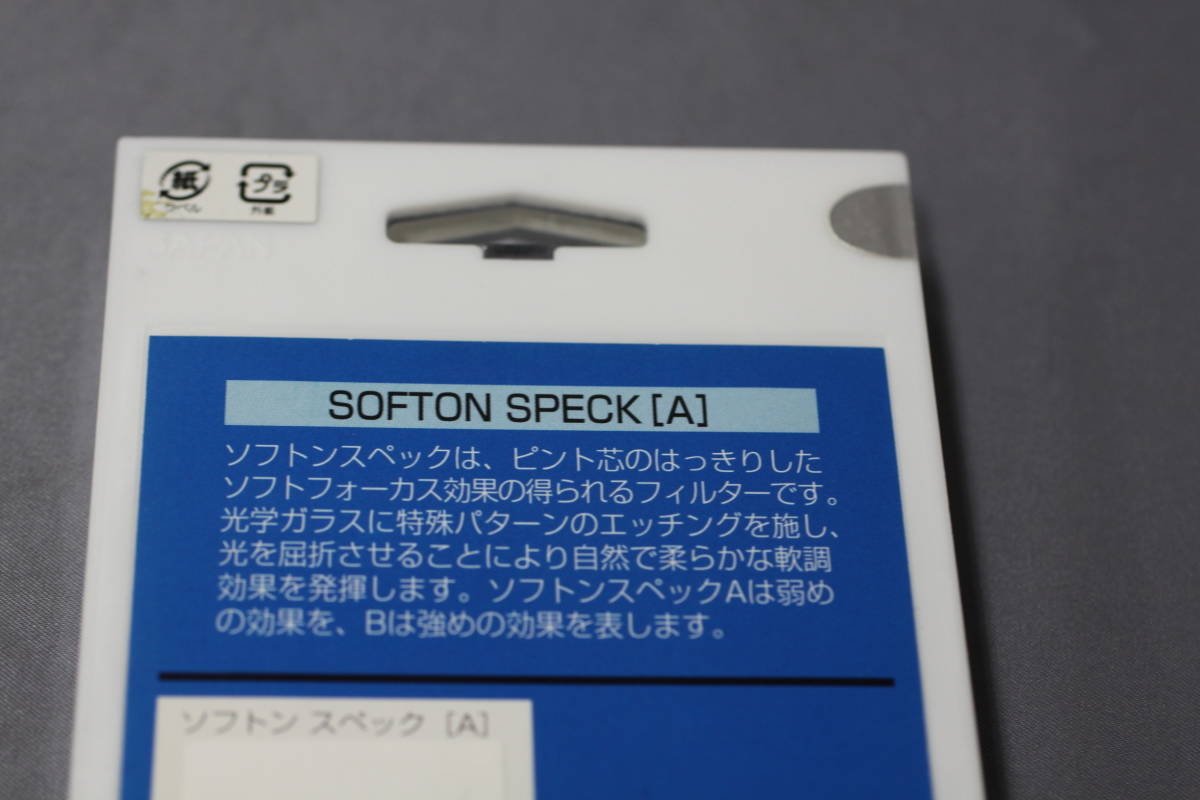 紙
ラベル
プラ
外装
SOFTON SPECK [A]
ソフトンスペックは、ピント芯のはっきりした
ソフトフォーカス効果の得られるフィルターです。
光学ガラスに特殊パターンのエッチングを施し、
光を屈折させることにより自然で柔らかな軟調
効果を発揮します。ソフトンスペックAは弱め
の効果を、Bは強めの効果を表します。
ソフトン スペック [A]